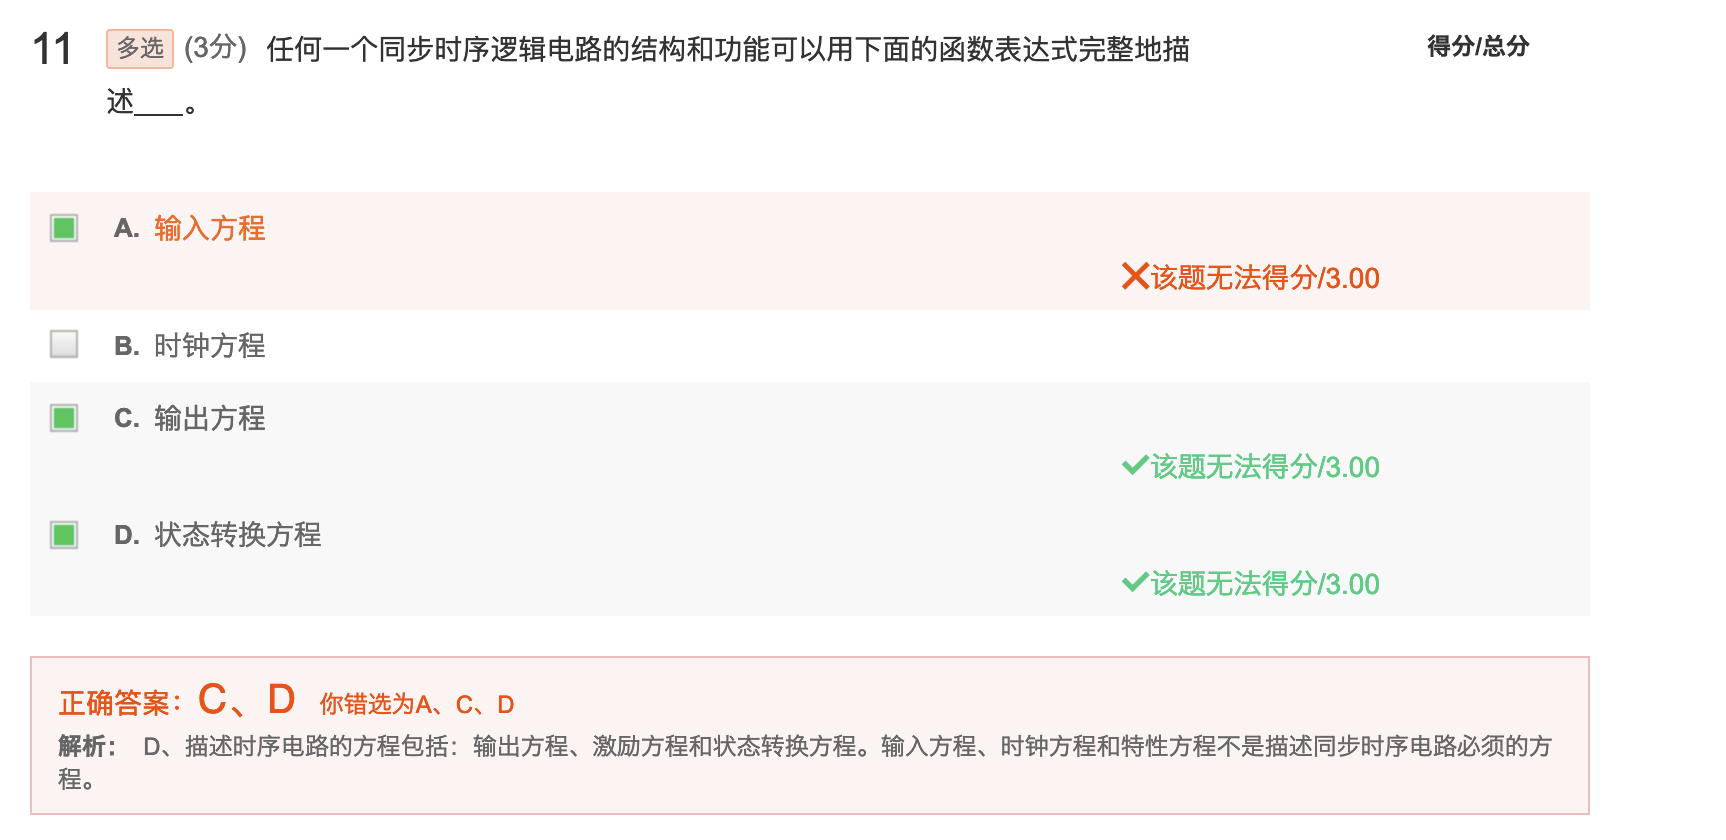 11 多选 (3分) 任何一个同步时序逻辑电路的结构和功能可以用下面的函数表达式完整地描 得分/总分
述___。
A. 输入方程
该题无法得分/3.00
B. 时钟方程
C. 输出方程
该题无法得分/3.00
D. 状态转换方程
该题无法得分/3.00
正确答案：C、D 你错选为A、C、D
解析： D、描述时序电路的方程包括：输出方程、激励方程和状态转换方程。输入方程、时钟方程和特性方程不是描述同步时序电路必须的方
程。